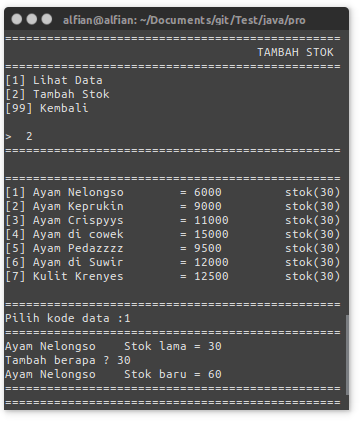 alfian@alfian: ~/Documents/git/Test/java/pro
================================================
TAMBAH STOK
================================================
[1] Lihat Data
[2] Tambah Stok
[99] Kembali
>  2
================================================
================================================
[1] Ayam Nelongso        = 6000         stok(30)
[2] Ayam Keprukin        = 9000         stok(30)
[3] Ayam Crispyys        = 11000        stok(30)
[4] Ayam di cowek        = 15000        stok(30)
[5] Ayam Pedazzzz        = 9500         stok(30)
[6] Ayam di Suwir        = 12000        stok(30)
[7] Kulit Krenyes        = 12500        stok(30)
================================================
Pilih kode data :1
================================================
Ayam Nelongso    Stok lama = 30
Tambah berapa ? 30
Ayam Nelongso    Stok baru = 60
================================================
================================================